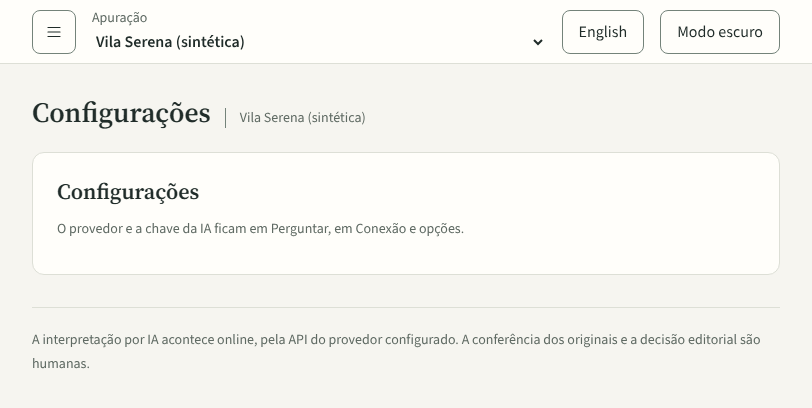 Apuração
Vila Serena (sintética)
English
Modo escuro
Configurações
Vila Serena (sintética)
Configurações
O provedor e a chave da IA ficam em Perguntar, em Conexão e opções.
A interpretação por IA acontece online, pela API do provedor configurado. A conferência dos originais e a decisão editorial são
humanas.